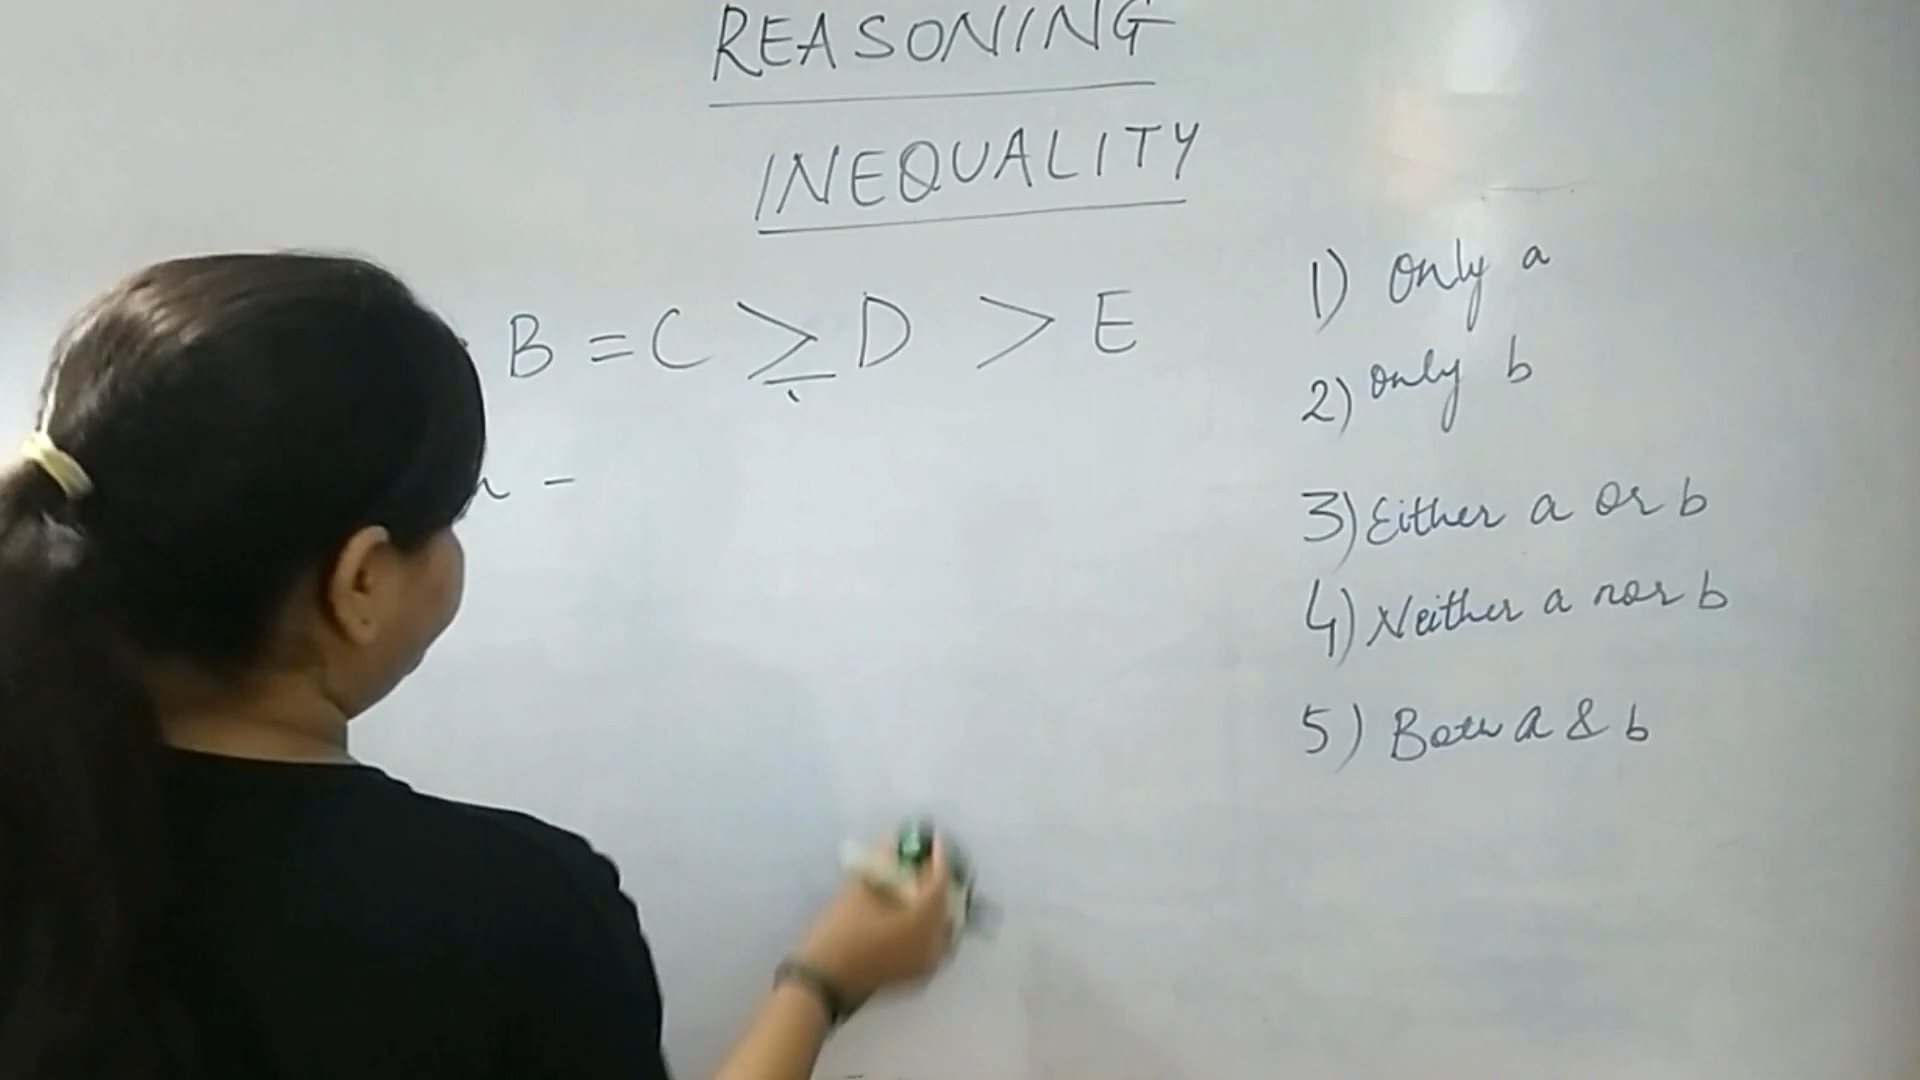 REASONING
INEQUALITY
B = C ≥ D > E
1) Only a
2) Only b
3) Either a or b
4) Neither a nor b
5) Both a & b